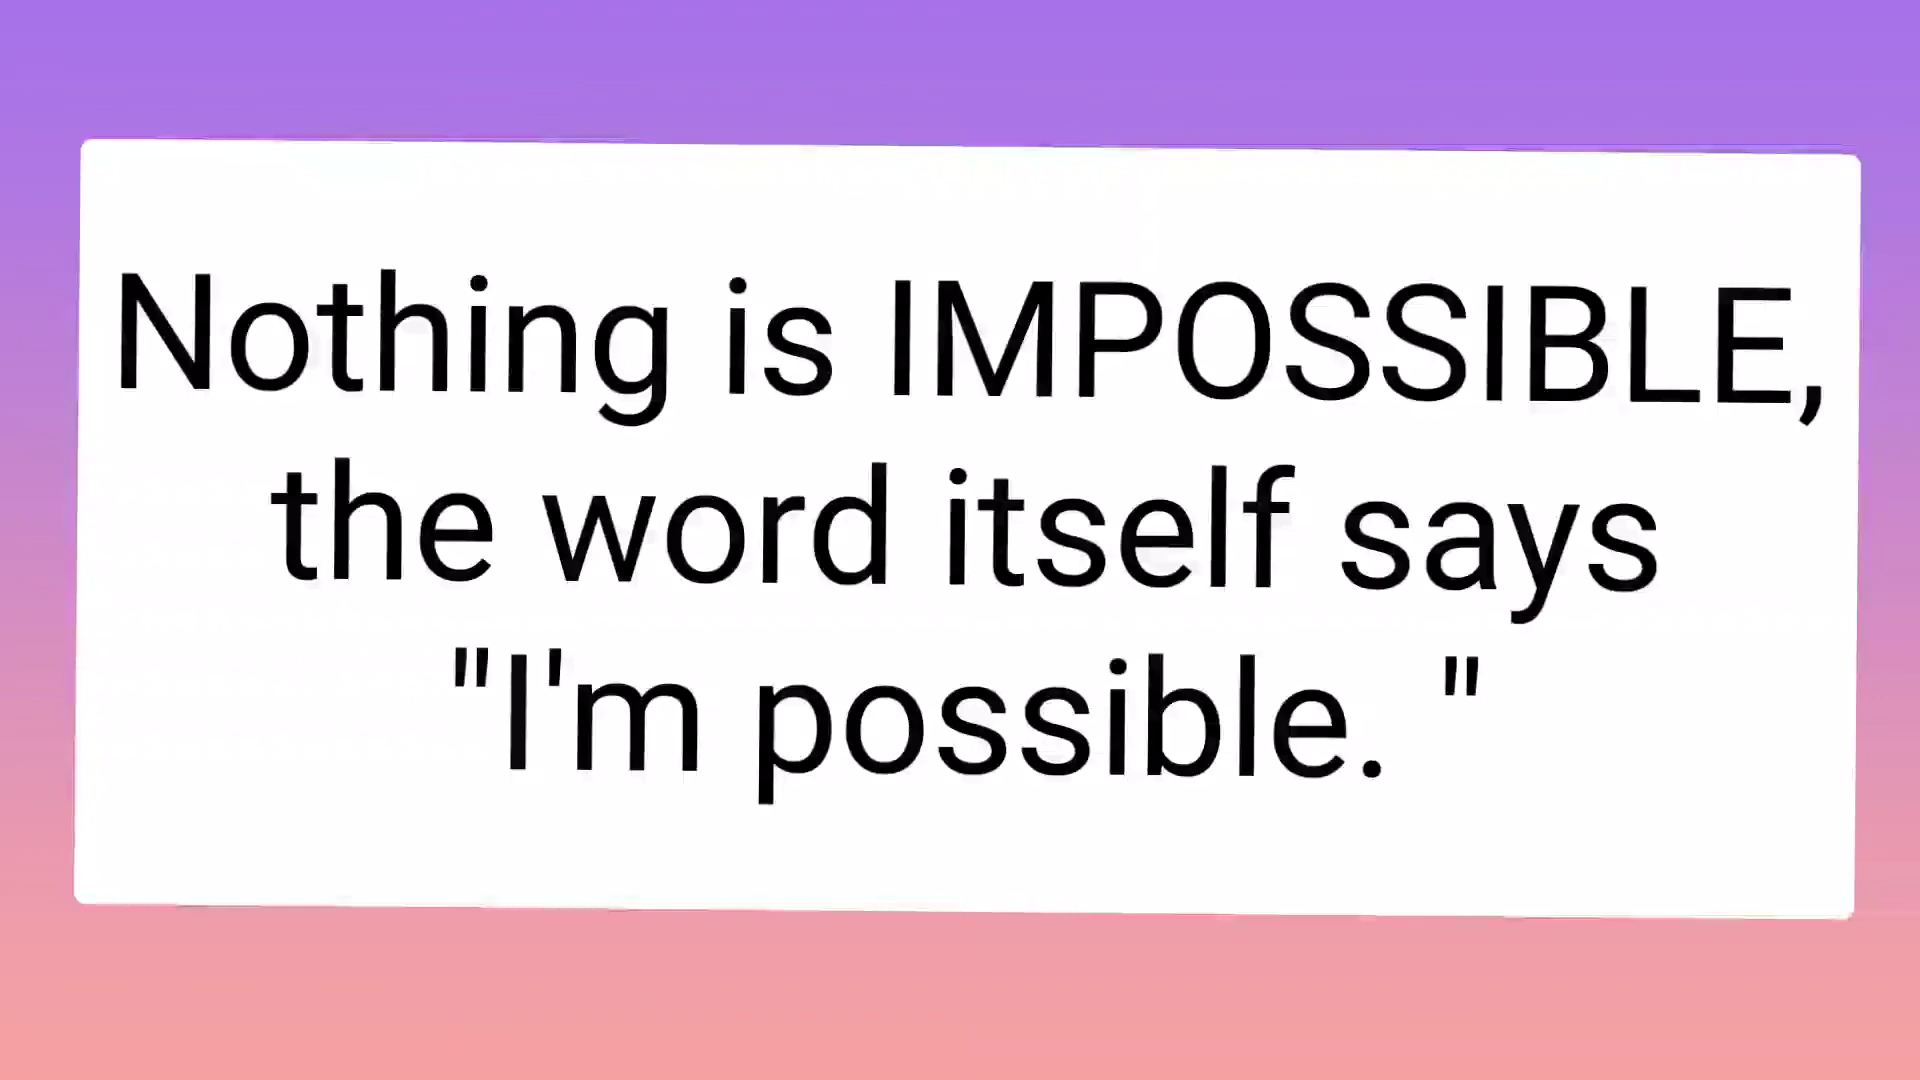 Nothing is IMPOSSIBLE,
the word itself says
"I'm possible. "